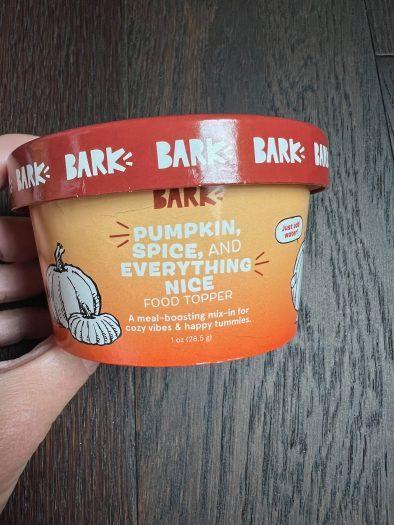 BARK BARK BARK BARK BARK
BARK
PUMPKIN,
SPICE, AND
EVERYTHING
NICE
FOOD TOPPER
A meal-boosting mix-in for
cozy vibes & happy tummies.
1 oz (28.5 g)
Just add
water!